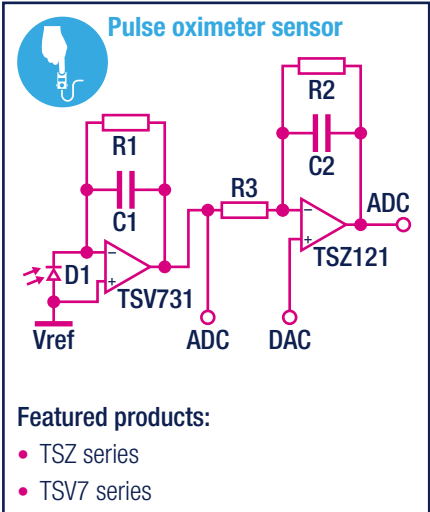 Pulse oximeter sensor
R1
C1
R2
C2
R3
ADC
D1
−
+
TSV731
−
+
TSZ121
Vref
ADC
DAC
Featured products:
• TSZ series
• TSV7 series